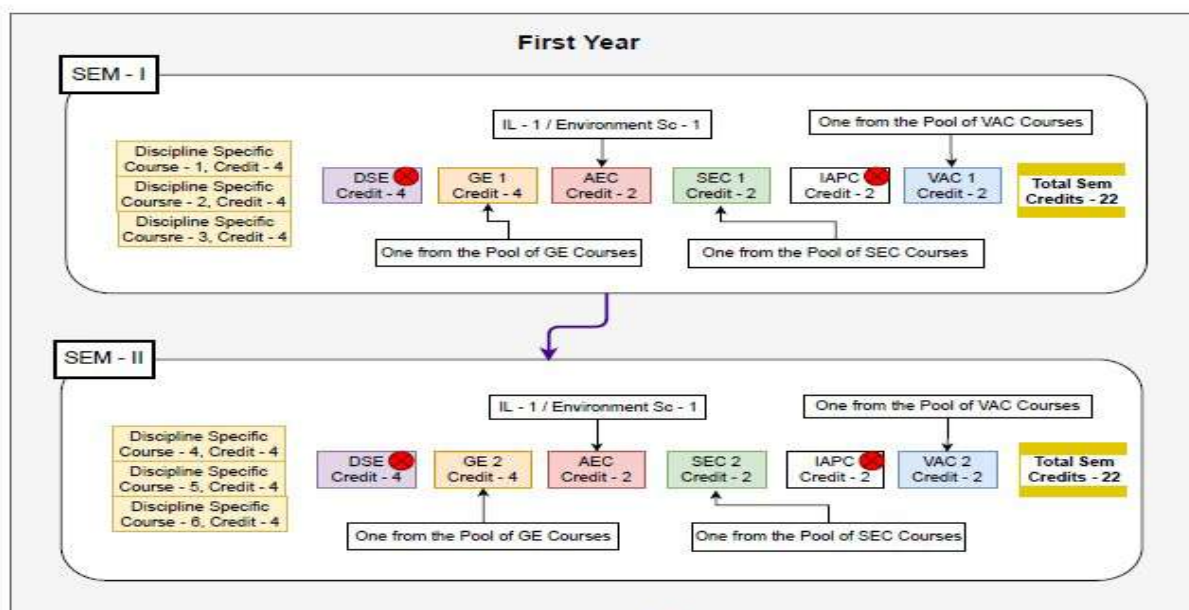 First Year
SEM - I
IL - 1 / Environment Sc - 1
One from the Pool of VAC Courses
Discipline Specific
Course - 1, Credit - 4
Discipline Specific
Coursre - 2, Credit - 4
Discipline Specific
Coursre - 3, Credit - 4
DSE
Credit - 4
GE 1
Credit - 4
AEC
Credit - 2
SEC 1
Credit - 2
IAPC
Credit - 2
VAC 1
Credit - 2
Total Sem
Credits - 22
One from the Pool of GE Courses
One from the Pool of SEC Courses
SEM - II
IL - 1 / Environment Sc - 1
One from the Pool of VAC Courses
Discipline Specific
Course - 4, Credit - 4
Discipline Specific
Course - 5, Credit - 4
Discipline Specific
Course - 6, Credit - 4
DSE
Credit - 4
GE 2
Credit - 4
AEC
Credit - 2
SEC 2
Credit - 2
IAPC
Credit - 2
VAC 2
Credit - 2
Total Sem
Credits - 22
One from the Pool of GE Courses
One from the Pool of SEC Courses